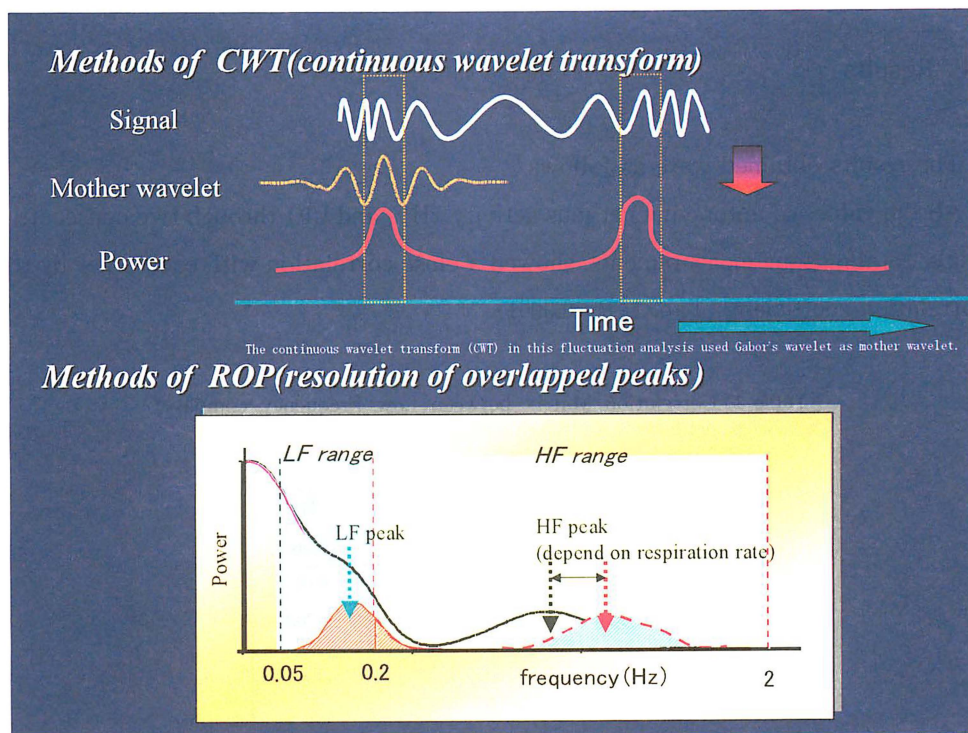 Methods of CWT(continuous wavelet transform)
Signal
Mother wavelet
Power
Time
The continuous wavelet transform (CWT) in this fluctuation analysis used Gabor's wavelet as mother wavelet.
Methods of ROP(resolution of overlapped peaks)
LF range
HF range
LF peak
HF peak
(depend on respiration rate)
Power
0.05
0.2
frequency(Hz)
2